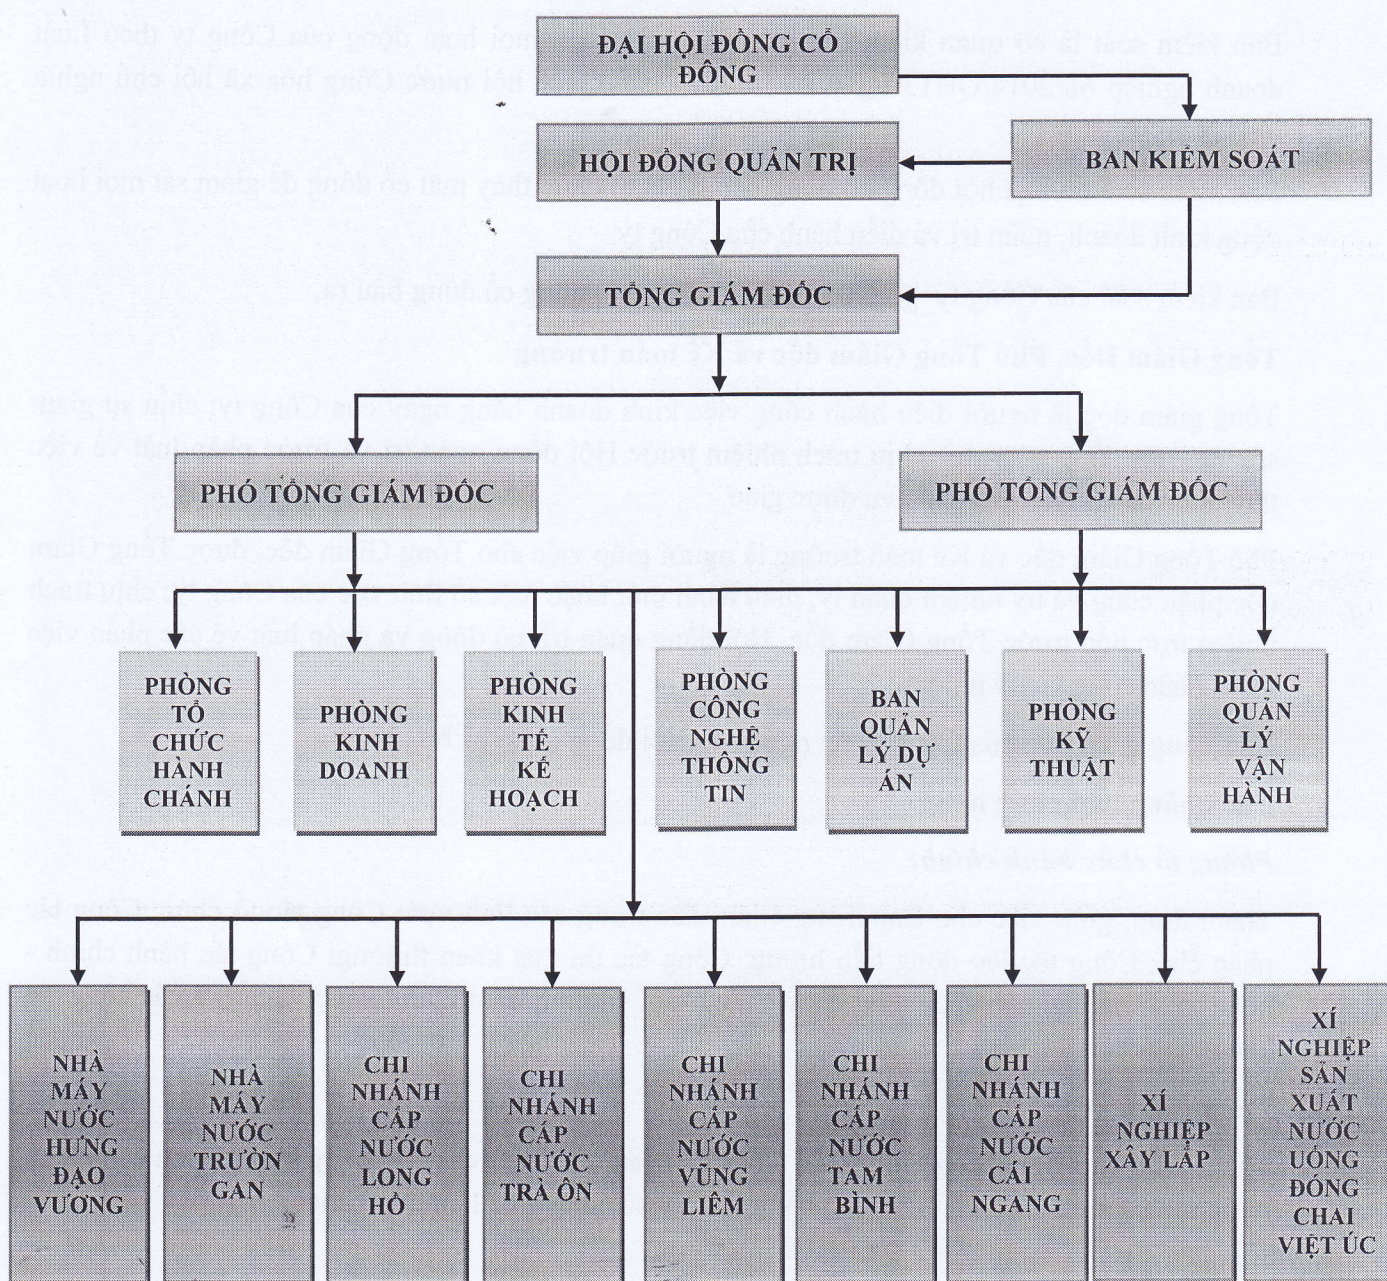 ĐẠI HỘI ĐỒNG CỔ
ĐÔNG
HỘI ĐỒNG QUẢN TRỊ
BAN KIỂM SOÁT
TỔNG GIÁM ĐỐC
PHÓ TỔNG GIÁM ĐỐC
PHÓ TỔNG GIÁM ĐỐC
PHÒNG
TỔ
CHỨC
HÀNH
CHÁNH
PHÒNG
KINH
DOANH
PHÒNG
KINH
TẾ
KẾ
HOẠCH
PHÒNG
CÔNG
NGHỆ
THÔNG
TIN
BAN
QUẢN
LÝ DỰ
ÁN
PHÒNG
KỸ
THUẬT
PHÒNG
QUẢN
LÝ
VẬN
HÀNH
NHÀ
MÁY
NƯỚC
HƯNG
ĐẠO
VƯƠNG
NHÀ
MÁY
NƯỚC
TRƯỜN
GAN
CHI
NHÁNH
CẤP
NƯỚC
LONG
HỒ
CHI
NHÁNH
CẤP
NƯỚC
TRÀ ÔN
CHI
NHÁNH
CẤP
NƯỚC
VŨNG
LIÊM
CHI
NHÁNH
CẤP
NƯỚC
TAM
BÌNH
CHI
NHÁNH
CẤP
NƯỚC
CÁI
NGANG
XÍ
NGHIỆP
XÂY LẮP
XÍ
NGHIỆP
SẢN
XUẤT
NƯỚC
UỐNG
ĐÓNG
CHAI
VIỆT ÚC